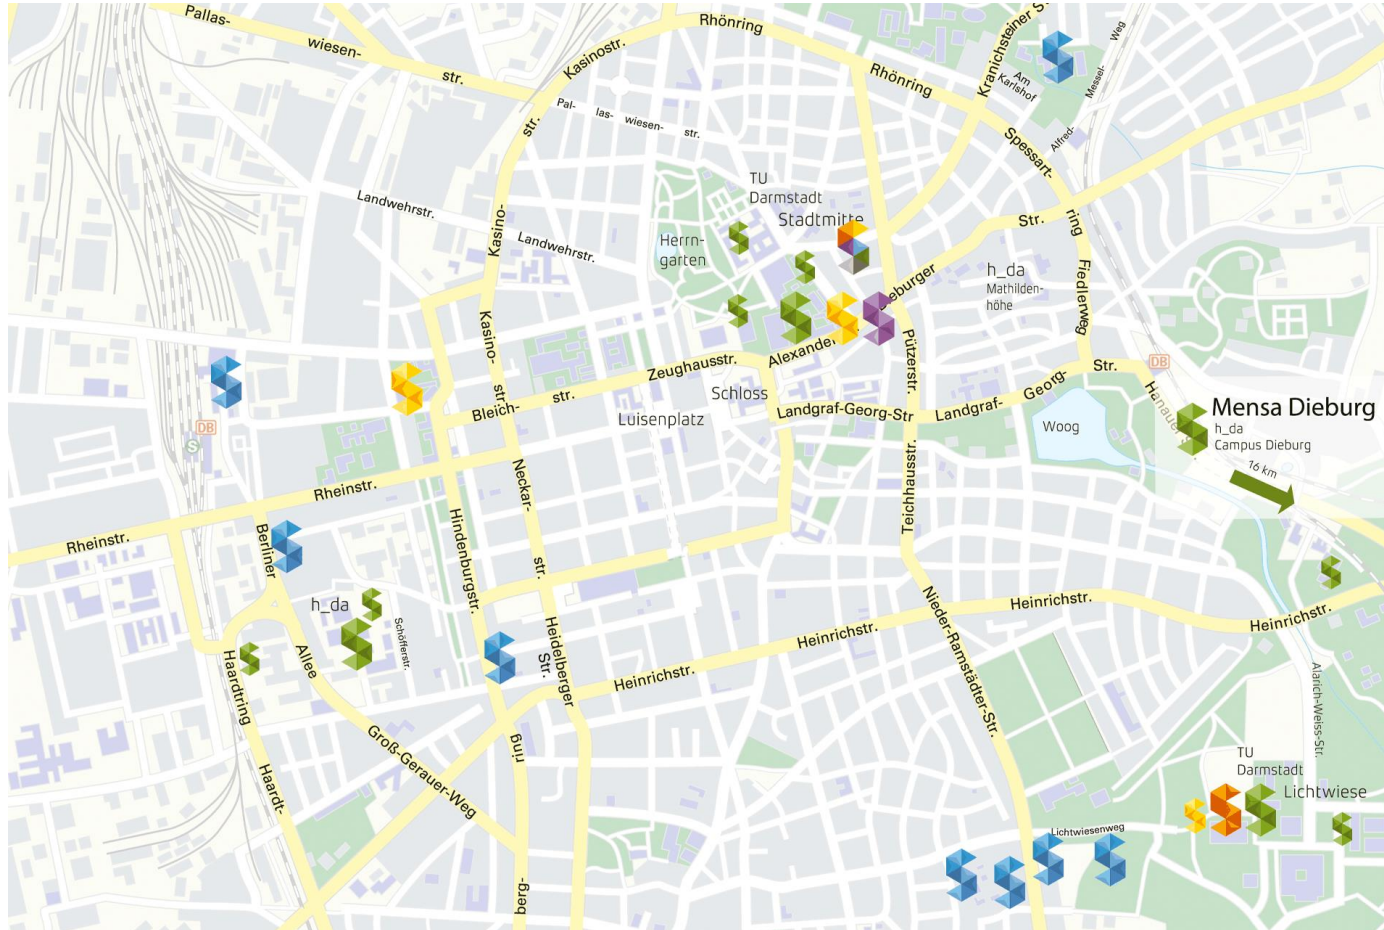 Pallas-
wiesen-
str.
Kasinostr.
Rhönring
Rhönring
Kranichsteiner S
Am
Karlshof
Messel-
Weg
Alfred-
Spessart-
ring
Fiedlerweg
Pal-
las-
wiesen-
str.
str.
Kasino-
Landwehrstr.
Landwehrstr.
TU
Darmstadt
Stadtmitte
Herrn-
garten
h_da
Mathilden-
höhe
Dieburger
Str.
Kasino-
str.
Bleich-
str.
Zeughausstr.
Alexander
Schloss
Luisenplatz
Landgraf-Georg-Str
Landgraf-
Georg-
Str.
Pützerstr.
Woog
DB
Hanauer
Mensa Dieburg
h_da
Campus Dieburg
16 km
DB
S
Rheinstr.
Rheinstr.
Berliner
Allee
Neckar-
str.
Hindenburgstr.
Teichhausstr.
h_da
Schöfferstr.
Heidelberger
Str.
Heinrichstr.
Heinrichstr.
Heinrichstr.
Heinrichstr.
Nieder-Ramstädter-Str.
Haardtring
Haardt-
Groß-Gerauer-Weg
ring
berg-
Alarich-Weiss-Str.
TU
Darmstadt
Lichtwiese
Lichtwiesenweg